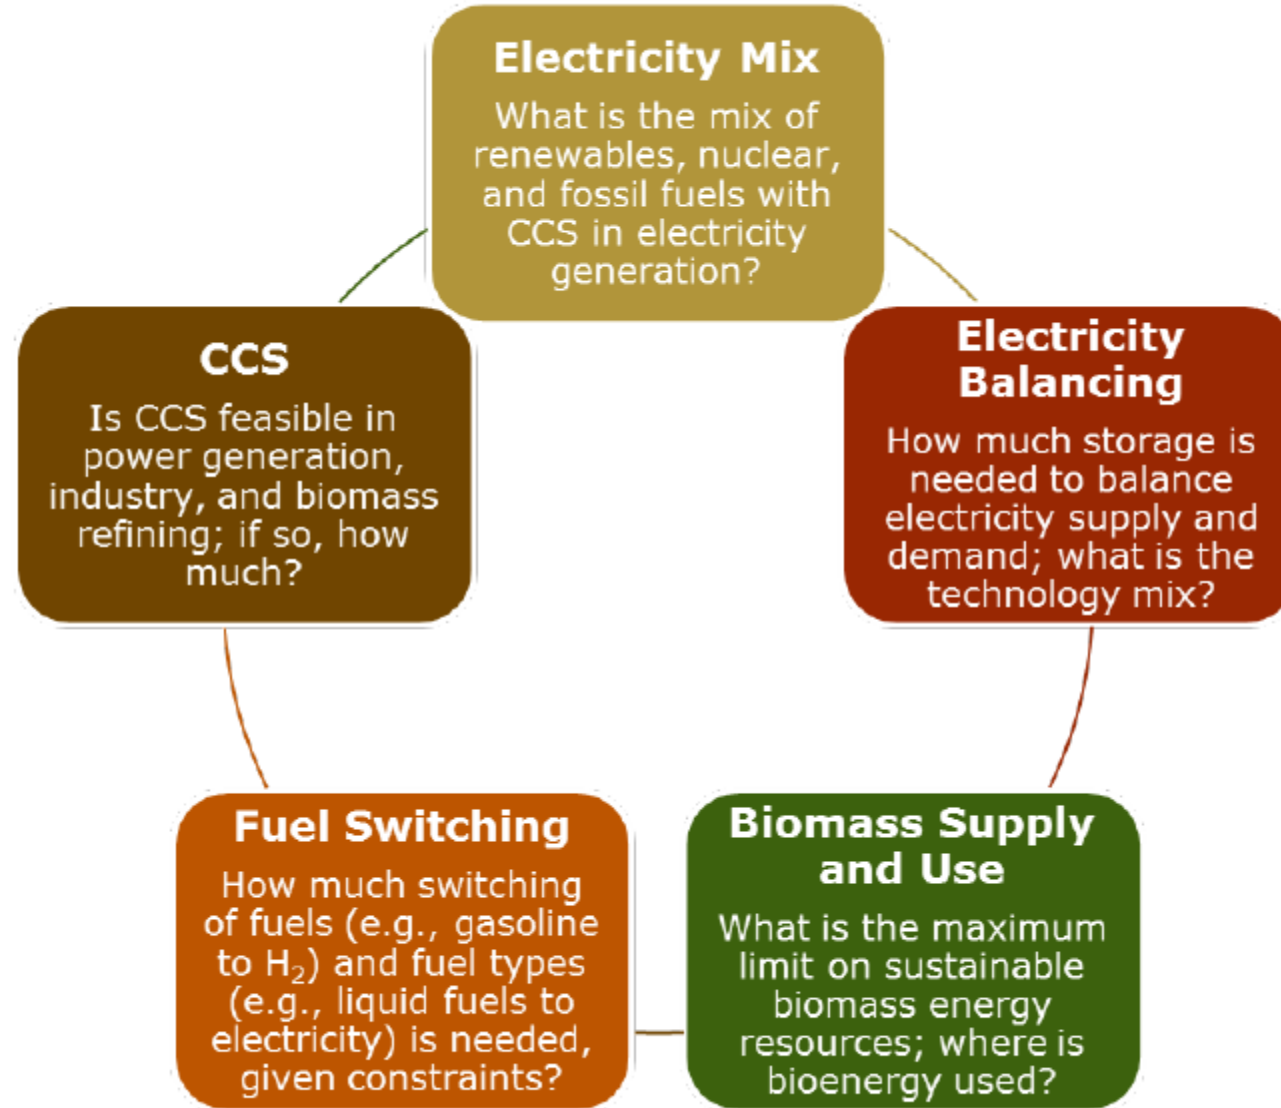 Electricity Mix
What is the mix of
renewables, nuclear,
and fossil fuels with
CCS in electricity
generation?
Electricity
Balancing
How much storage is
needed to balance
electricity supply and
demand; what is the
technology mix?
Biomass Supply
and Use
What is the maximum
limit on sustainable
biomass energy
resources; where is
bioenergy used?
Fuel Switching
How much switching
of fuels (e.g., gasoline
to H₂) and fuel types
(e.g., liquid fuels to
electricity) is needed,
given constraints?
CCS
Is CCS feasible in
power generation,
industry, and biomass
refining; if so, how
much?